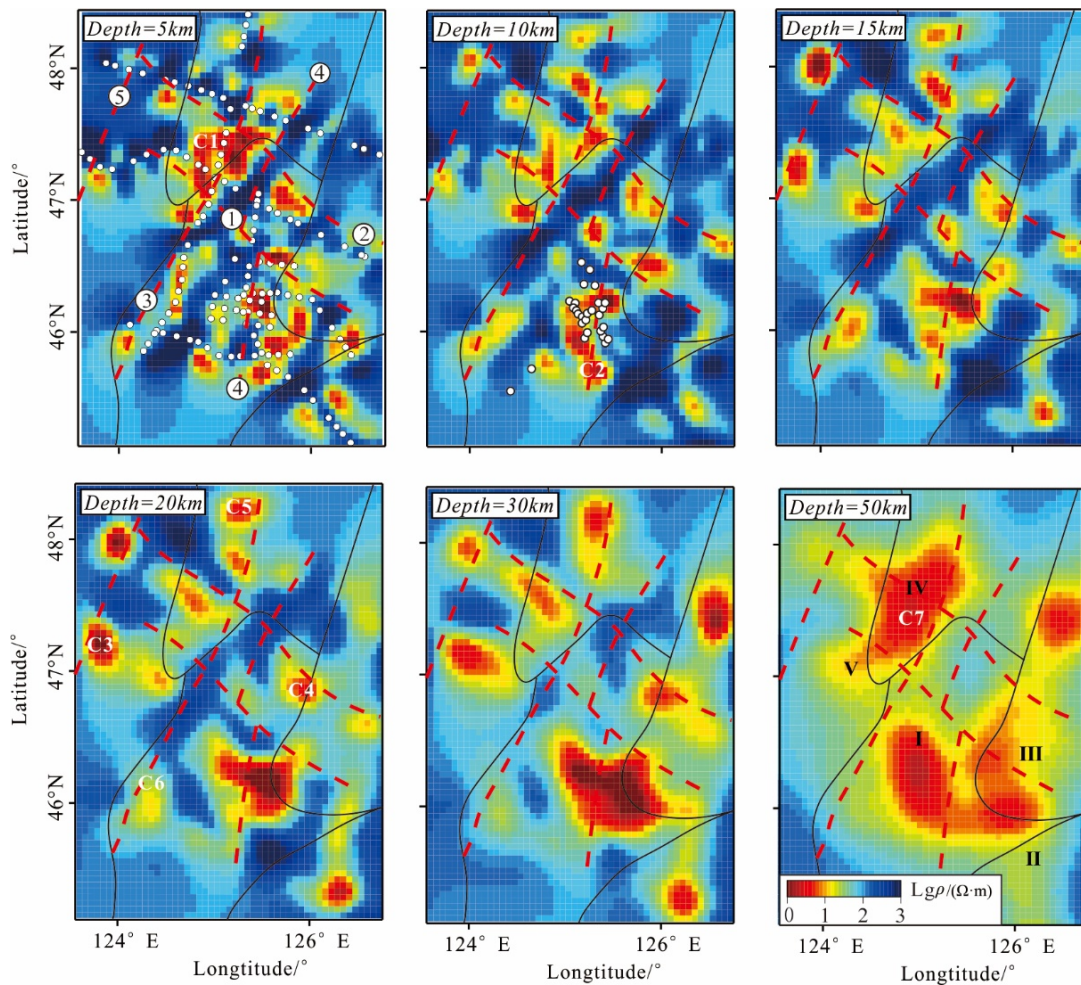 Depth=5km
Depth=10km
Depth=15km
48°N
47°N
46°N
Latitude/°
④
⑤
C1
①
②
③
④
C2
Depth=20km
Depth=30km
Depth=50km
48°N
47°N
46°N
Latitude/°
C5
C3
C4
C6
IV
C7
V
I
III
II
Lgρ/(Ω·m)
0 1 2 3
124° E 126° E
124° E 126° E
124° E 126° E
Longtitude/° Longtitude/° Longtitude/°